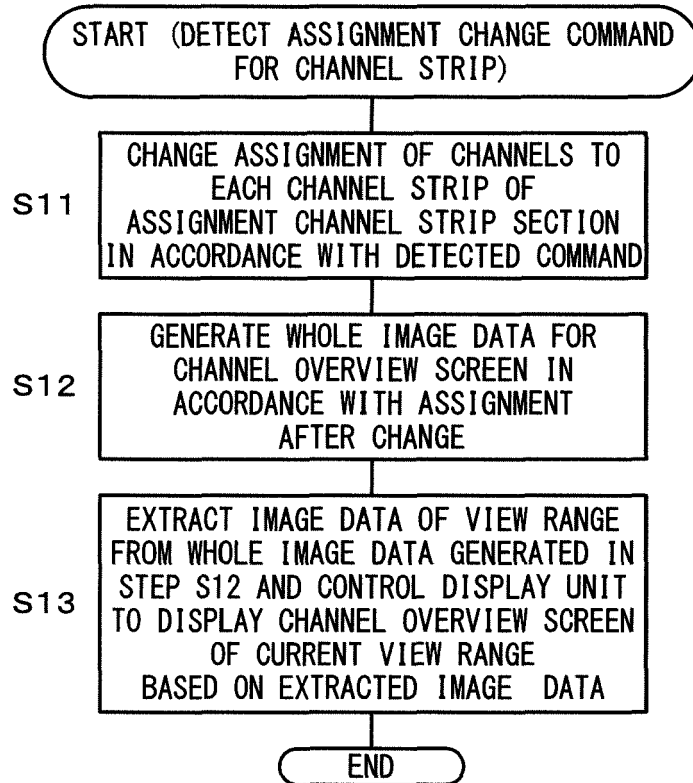 START (DETECT ASSIGNMENT CHANGE COMMAND
FOR CHANNEL STRIP)
S11
CHANGE ASSIGNMENT OF CHANNELS TO
EACH CHANNEL STRIP OF
ASSIGNMENT CHANNEL STRIP SECTION
IN ACCORDANCE WITH DETECTED COMMAND
S12
GENERATE WHOLE IMAGE DATA FOR
CHANNEL OVERVIEW SCREEN IN
ACCORDANCE WITH ASSIGNMENT
AFTER CHANGE
S13
EXTRACT IMAGE DATA OF VIEW RANGE
FROM WHOLE IMAGE DATA GENERATED IN
STEP S12 AND CONTROL DISPLAY UNIT
TO DISPLAY CHANNEL OVERVIEW SCREEN
OF CURRENT VIEW RANGE
BASED ON EXTRACTED IMAGE DATA
END